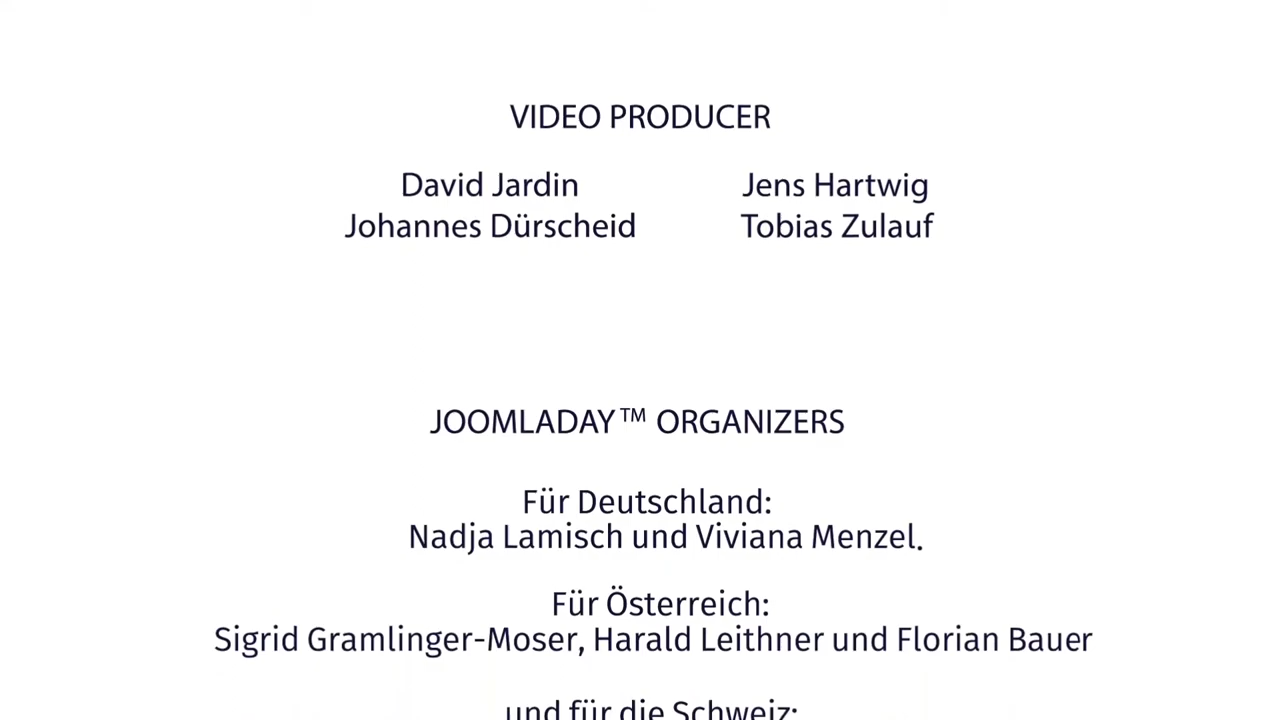 VIDEO PRODUCER
David Jardin Jens Hartwig
Johannes Dürscheid Tobias Zulauf
JOOMLADAY™ ORGANIZERS
Für Deutschland:
Nadja Lamisch und Viviana Menzel.
Für Österreich:
Sigrid Gramlinger-Moser, Harald Leithner und Florian Bauer
und für die Schweiz: